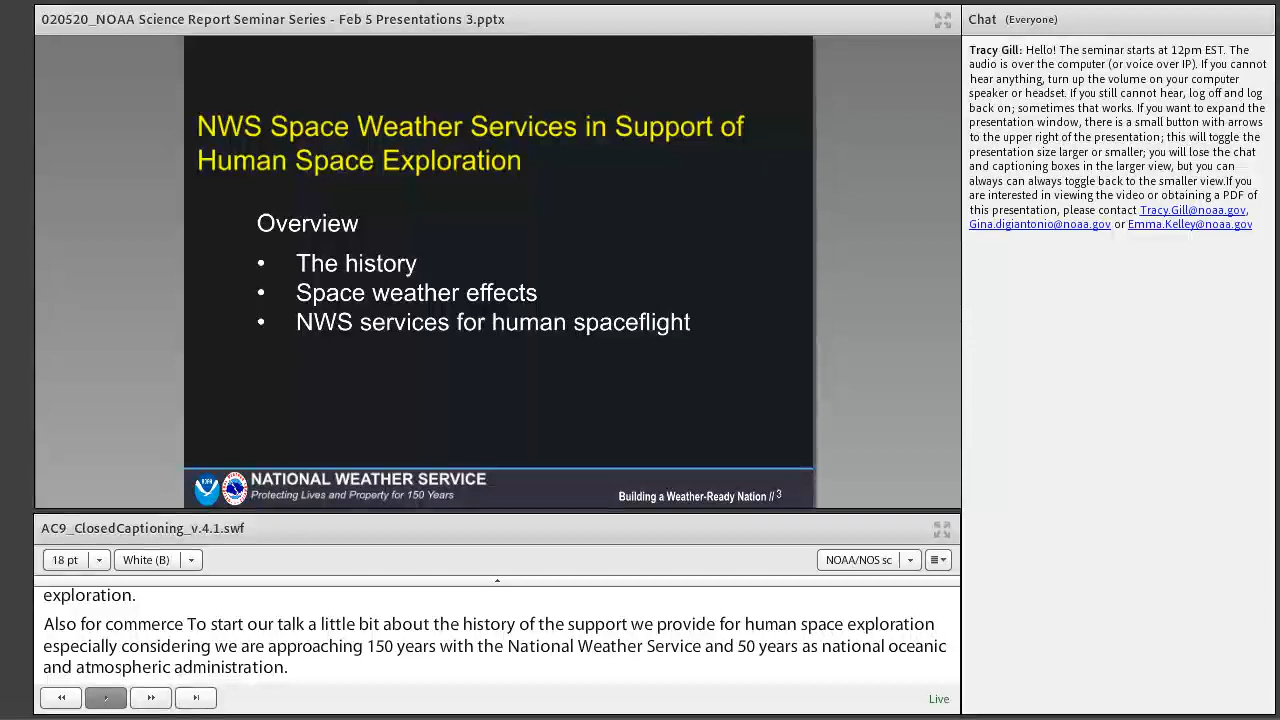 020520_NOAA Science Report Seminar Series - Feb 5 Presentations 3.pptx
NWS Space Weather Services in Support of
Human Space Exploration
Overview
• The history
• Space weather effects
• NWS services for human spaceflight
NATIONAL WEATHER SERVICE
Protecting Lives and Property for 150 Years
Building a Weather-Ready Nation // 3
AC9_ClosedCaptioning_v.4.1.swf
18 pt
White (B)
NOAA/NOS sc
exploration.
Also for commerce To start our talk a little bit about the history of the support we provide for human space exploration
especially considering we are approaching 150 years with the National Weather Service and 50 years as national oceanic
and atmospheric administration.
Live
Chat (Everyone)
Tracy Gill: Hello! The seminar starts at 12pm EST. The
audio is over the computer (or voice over IP). If you cannot
hear anything, turn up the volume on your computer
speaker or headset. If you still cannot hear, log off and log
back on; sometimes that works. If you want to expand the
presentation window, there is a small button with arrows
to the upper right of the presentation; this will toggle the
presentation size larger or smaller; you will lose the chat
and captioning boxes in the larger view, but you can
always can always toggle back to the smaller view.If you
are interested in viewing the video or obtaining a PDF of
this presentation, please contact Tracy.Gill@noaa.gov,
Gina.digiantonio@noaa.gov or Emma.Kelley@noaa.gov